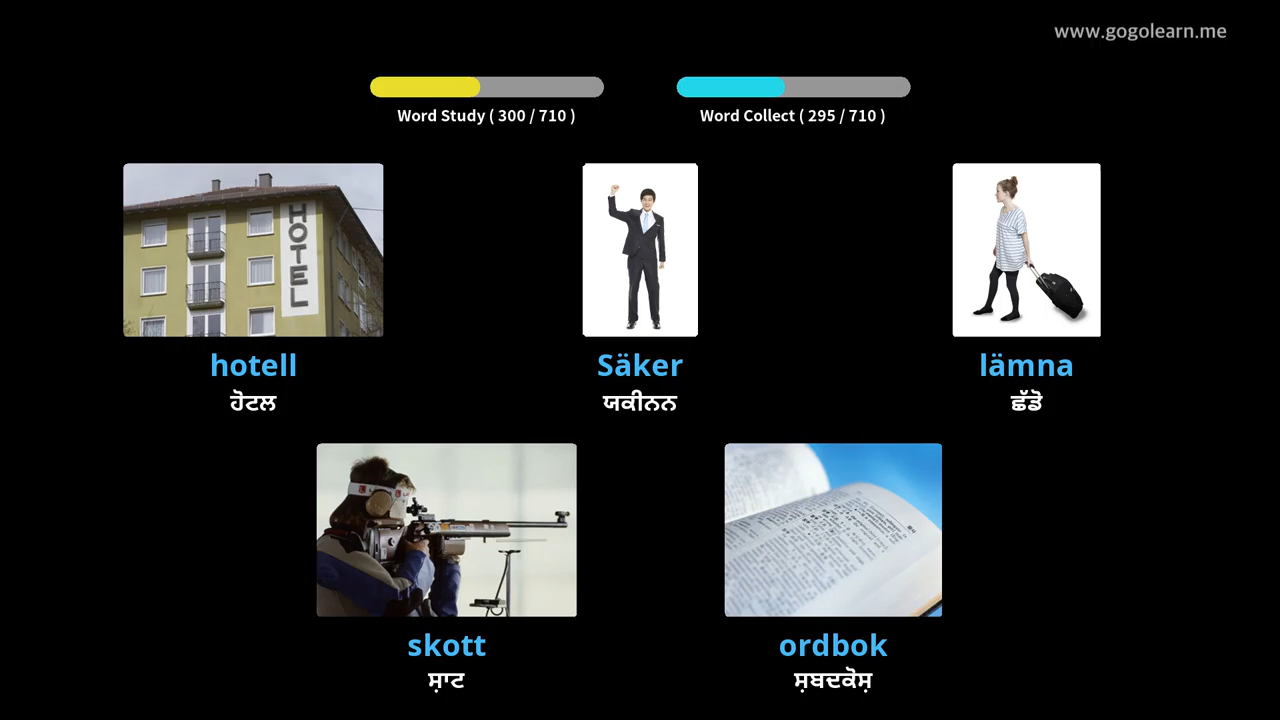 www.gogolearn.me
Word Study ( 300 / 710 )
Word Collect ( 295 / 710 )
HOTEL
hotell
ਹੋਟਲ
Säker
ਯਕੀਨਨ
lämna
ਛੱਡੋ
skott
ਸ਼ਾਟ
ordbok
ਸ਼ਬਦਕੋਸ਼